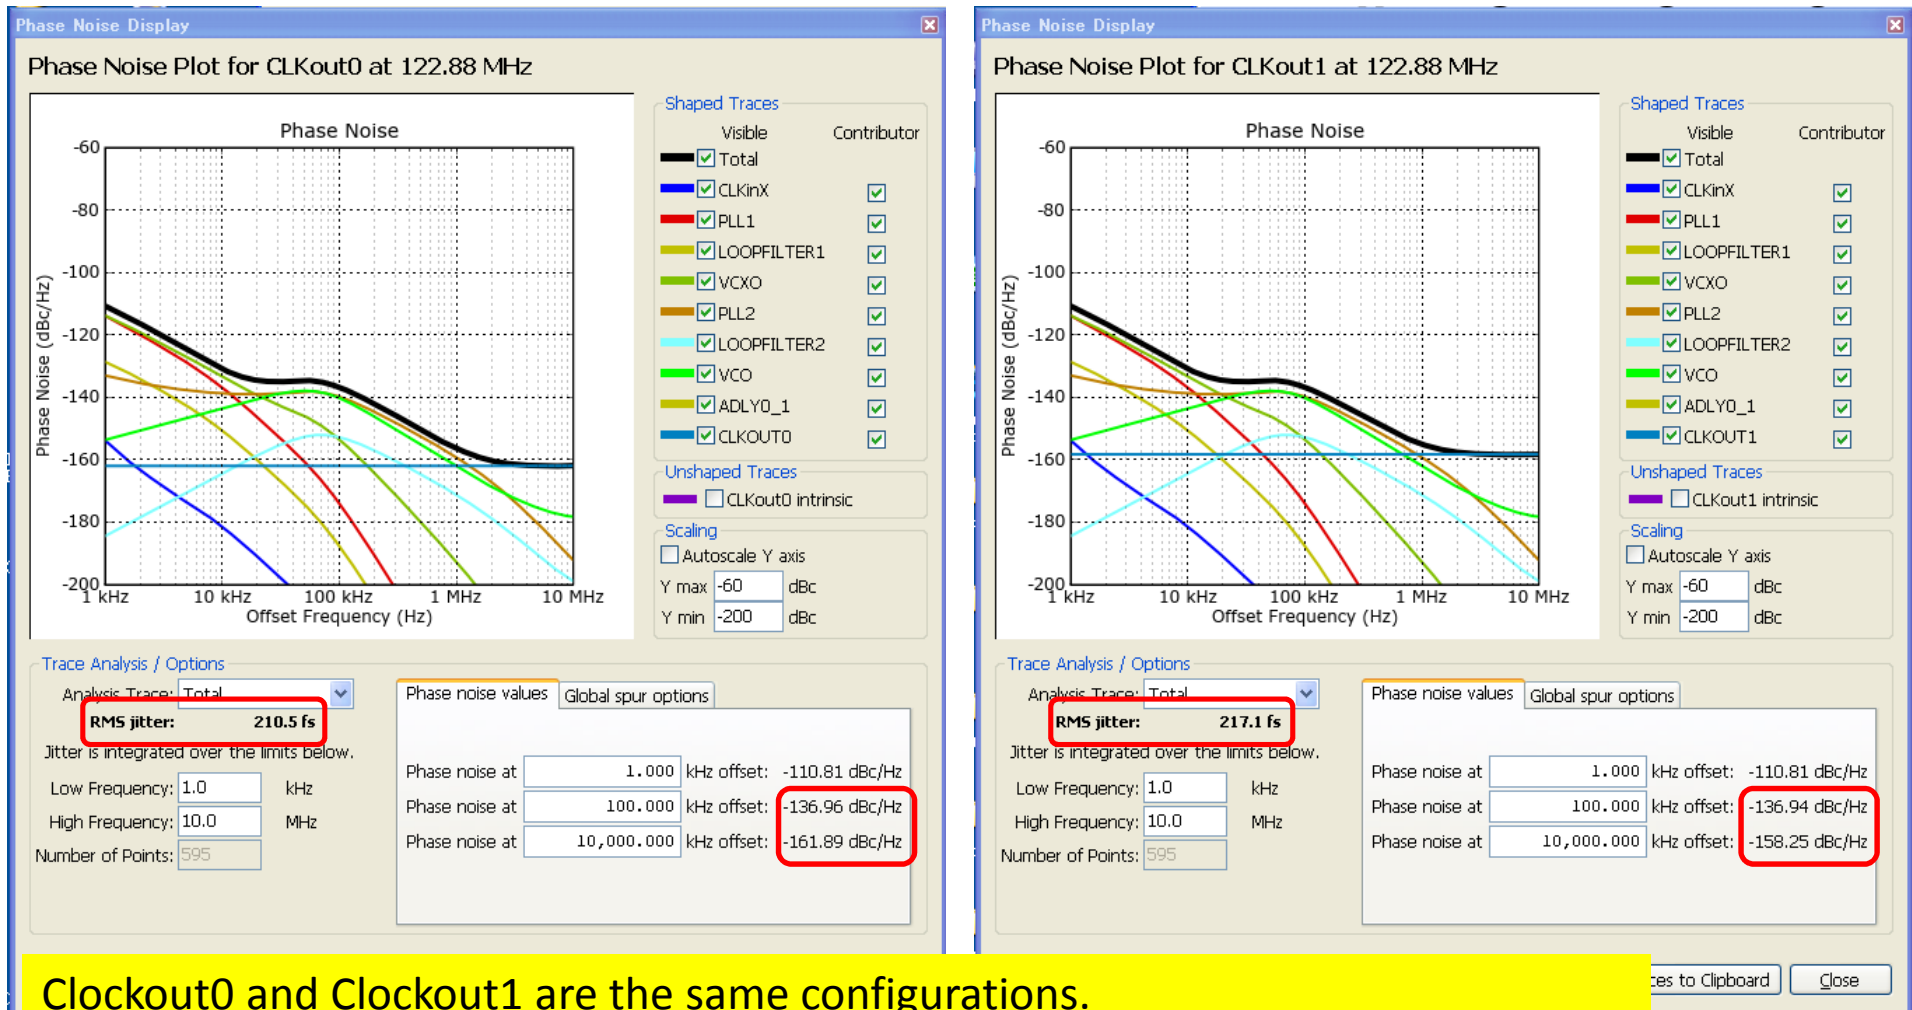 Phase Noise Display
Phase Noise Plot for CLKout0 at 122.88 MHz
Phase Noise
-60
-80
-100
-120
-140
-160
-180
-200
Phase Noise (dBc/Hz)
1 kHz 10 kHz 100 kHz 1 MHz 10 MHz
Offset Frequency (Hz)
Shaped Traces
Visible Contributor
Total
CLKinX
PLL1
LOOPFILTER1
VCXO
PLL2
LOOPFILTER2
VCO
ADLY0_1
CLKOUT0
Unshaped Traces
CLKout0 intrinsic
Scaling
Autoscale Y axis
Y max -60 dBc
Y min -200 dBc
Trace Analysis / Options
Analysis Trace: Total
RMS jitter: 210.5 fs
Jitter is integrated over the limits below.
Low Frequency: 1.0 kHz
High Frequency: 10.0 MHz
Number of Points: 595
Phase noise values Global spur options
Phase noise at 1.000 kHz offset: -110.81 dBc/Hz
Phase noise at 100.000 kHz offset: -136.96 dBc/Hz
Phase noise at 10,000.000 kHz offset: -161.89 dBc/Hz
Phase Noise Display
Phase Noise Plot for CLKout1 at 122.88 MHz
Phase Noise
-60
-80
-100
-120
-140
-160
-180
-200
Phase Noise (dBc/Hz)
1 kHz 10 kHz 100 kHz 1 MHz 10 MHz
Offset Frequency (Hz)
Shaped Traces
Visible Contributor
Total
CLKinX
PLL1
LOOPFILTER1
VCXO
PLL2
LOOPFILTER2
VCO
ADLY0_1
CLKOUT1
Unshaped Traces
CLKout1 intrinsic
Scaling
Autoscale Y axis
Y max -60 dBc
Y min -200 dBc
Trace Analysis / Options
Analysis Trace: Total
RMS jitter: 217.1 fs
Jitter is integrated over the limits below.
Low Frequency: 1.0 kHz
High Frequency: 10.0 MHz
Number of Points: 595
Phase noise values Global spur options
Phase noise at 1.000 kHz offset: -110.81 dBc/Hz
Phase noise at 100.000 kHz offset: -136.94 dBc/Hz
Phase noise at 10,000.000 kHz offset: -158.25 dBc/Hz
to Clipboard Close
Clockout0 and Clockout1 are the same configurations.